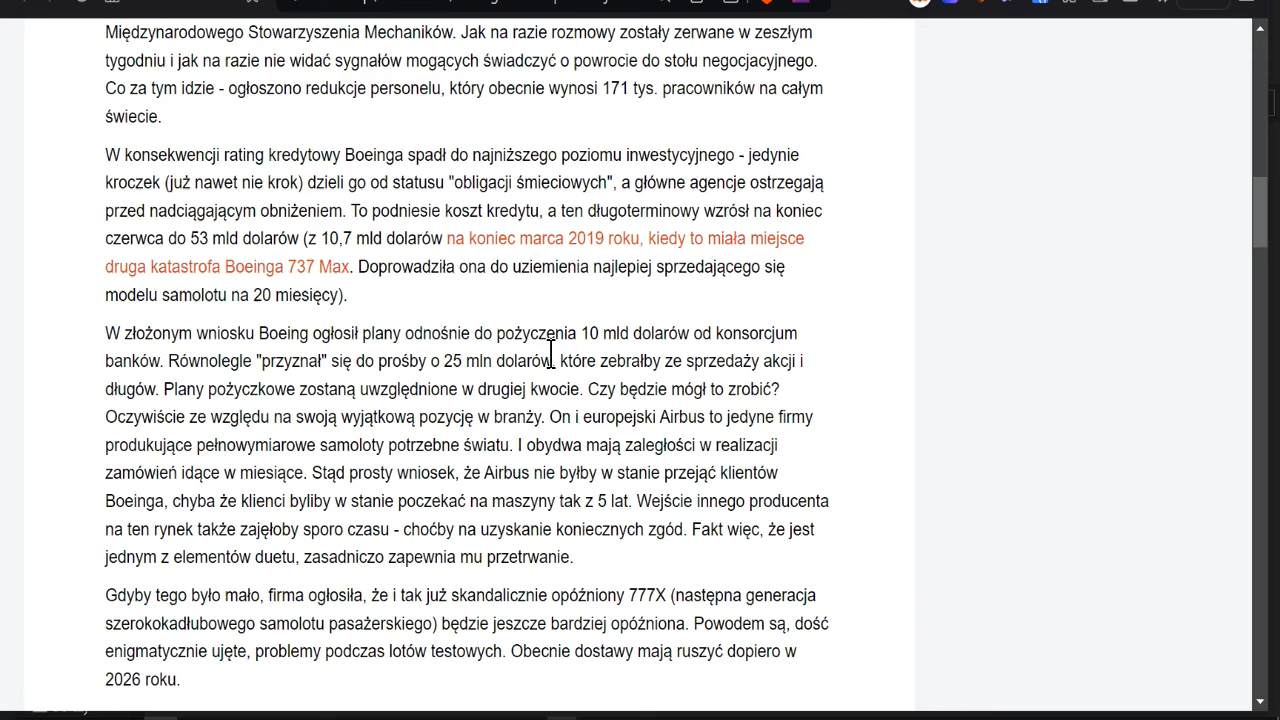 Międzynarodowego Stowarzyszenia Mechaników. Jak na razie rozmowy zostały zerwane w zeszłym
tygodniu i jak na razie nie widać sygnałów mogących świadczyć o powrocie do stołu negocjacyjnego.
Co za tym idzie - ogłoszono redukcje personelu, który obecnie wynosi 171 tys. pracowników na całym
świecie.
W konsekwencji rating kredytowy Boeinga spadł do najniższego poziomu inwestycyjnego - jedynie
kroczek (już nawet nie krok) dzieli go od statusu "obligacji śmieciowych", a główne agencje ostrzegają
przed nadciągającym obniżeniem. To podniesie koszt kredytu, a ten długoterminowy wzrósł na koniec
czerwca do 53 mld dolarów (z 10,7 mld dolarów na koniec marca 2019 roku, kiedy to miała miejsce
druga katastrofa Boeinga 737 Max. Doprowadziła ona do uziemienia najlepiej sprzedającego się
modelu samolotu na 20 miesięcy).
W złożonym wniosku Boeing ogłosił plany odnośnie do pożyczenia 10 mld dolarów od konsorcjum
banków. Równolegle "przyznał" się do prośby o 25 mln dolarów, które zebrałby ze sprzedaży akcji i
długów. Plany pożyczkowe zostaną uwzględnione w drugiej kwocie. Czy będzie mógł to zrobić?
Oczywiście ze względu na swoją wyjątkową pozycję w branży. On i europejski Airbus to jedyne firmy
produkujące pełnowymiarowe samoloty potrzebne światu. I obydwa mają zaległości w realizacji
zamówień idące w miesiące. Stąd prosty wniosek, że Airbus nie byłby w stanie przejąć klientów
Boeinga, chyba że klienci byliby w stanie poczekać na maszyny tak z 5 lat. Wejście innego producenta
na ten rynek także zajęłoby sporo czasu - choćby na uzyskanie koniecznych zgód. Fakt więc, że jest
jednym z elementów duetu, zasadniczo zapewnia mu przetrwanie.
Gdyby tego było mało, firma ogłosiła, że i tak już skandalicznie opóźniony 777X (następna generacja
szerokokadłubowego samolotu pasażerskiego) będzie jeszcze bardziej opóźniona. Powodem są, dość
enigmatycznie ujęte, problemy podczas lotów testowych. Obecnie dostawy mają ruszyć dopiero w
2026 roku.